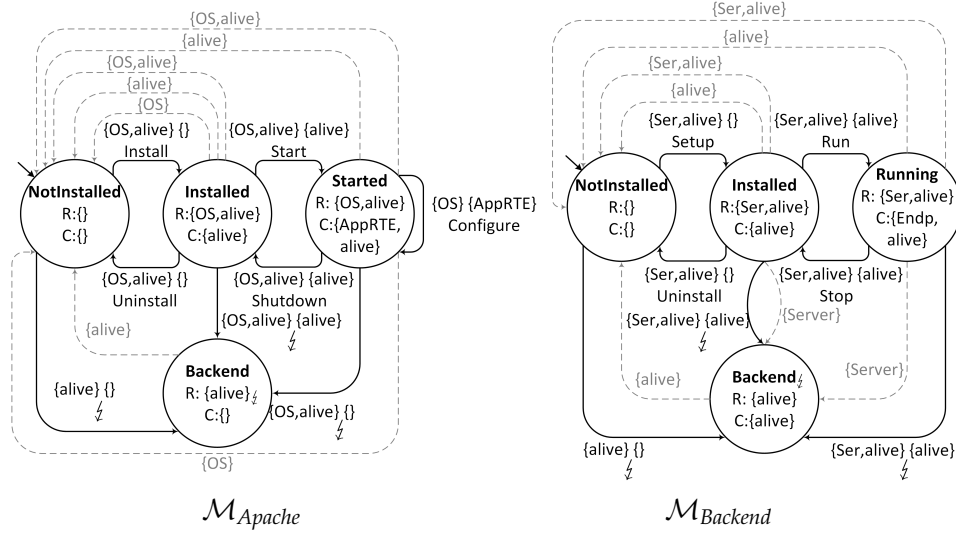 {OS,alive}
{alive}
{OS,alive}
{alive}
{OS}
{OS,alive} {}
Install
{OS,alive} {alive}
Start
NotInstalled
R:{}
C:{}
Installed
R:{OS,alive}
C:{alive}
Started
R: {OS,alive}
C:{AppRTE,
alive}
{OS} {AppRTE}
Configure
{OS,alive} {}
Uninstall
{OS,alive} {alive}
Shutdown
{OS,alive} {alive}
{alive}
Backend
R: {alive}
C:{}
{alive} {}
{OS,alive} {}
{OS}
M Apache
{Ser,alive}
{alive}
{Ser,alive}
{alive}
{Ser,alive} {}
Setup
{Ser,alive} {alive}
Run
NotInstalled
R:{}
C:{}
Installed
R:{Ser,alive}
C:{alive}
Running
R: {Ser,alive}
C:{Endp,
alive}
{Ser,alive} {}
Uninstall
{Ser,alive} {alive}
Stop
{Ser,alive} {alive}
{Server}
{alive}
{Server}
Backend
R: {alive}
C:{alive}
{alive} {}
{Ser,alive} {alive}
M Backend